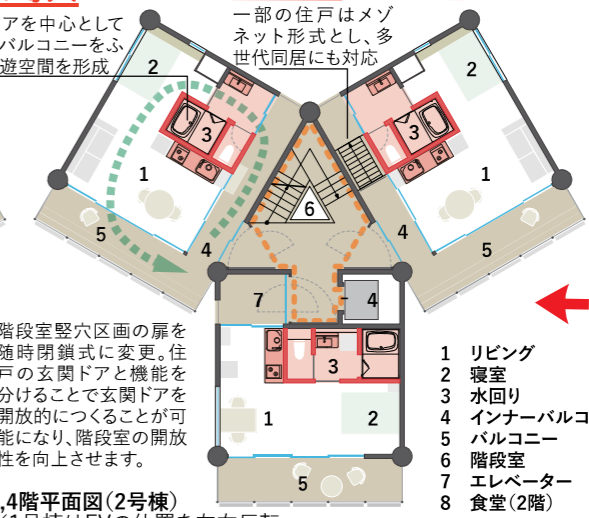 アを中心として
バルコニーをふ
遊空間を形成
一部の住戸はメゾ
ネット形式とし、多
世代同居にも対応
2
3
1
5
4
2
3
1
4
5
6
7
4
3
1
2
5
階段室竪穴区画の扉を
随時閉鎖式に変更。住
戸の玄関ドアと機能を
分けることで玄関ドアを
開放的につくることが可
能になり、階段室の開放
性を向上させます。
1 リビング
2 寝室
3 水回り
4 インナーバルコ
5 バルコニー
6 階段室
7 エレベーター
8 食堂(2階)
,4階平面図(2号棟)